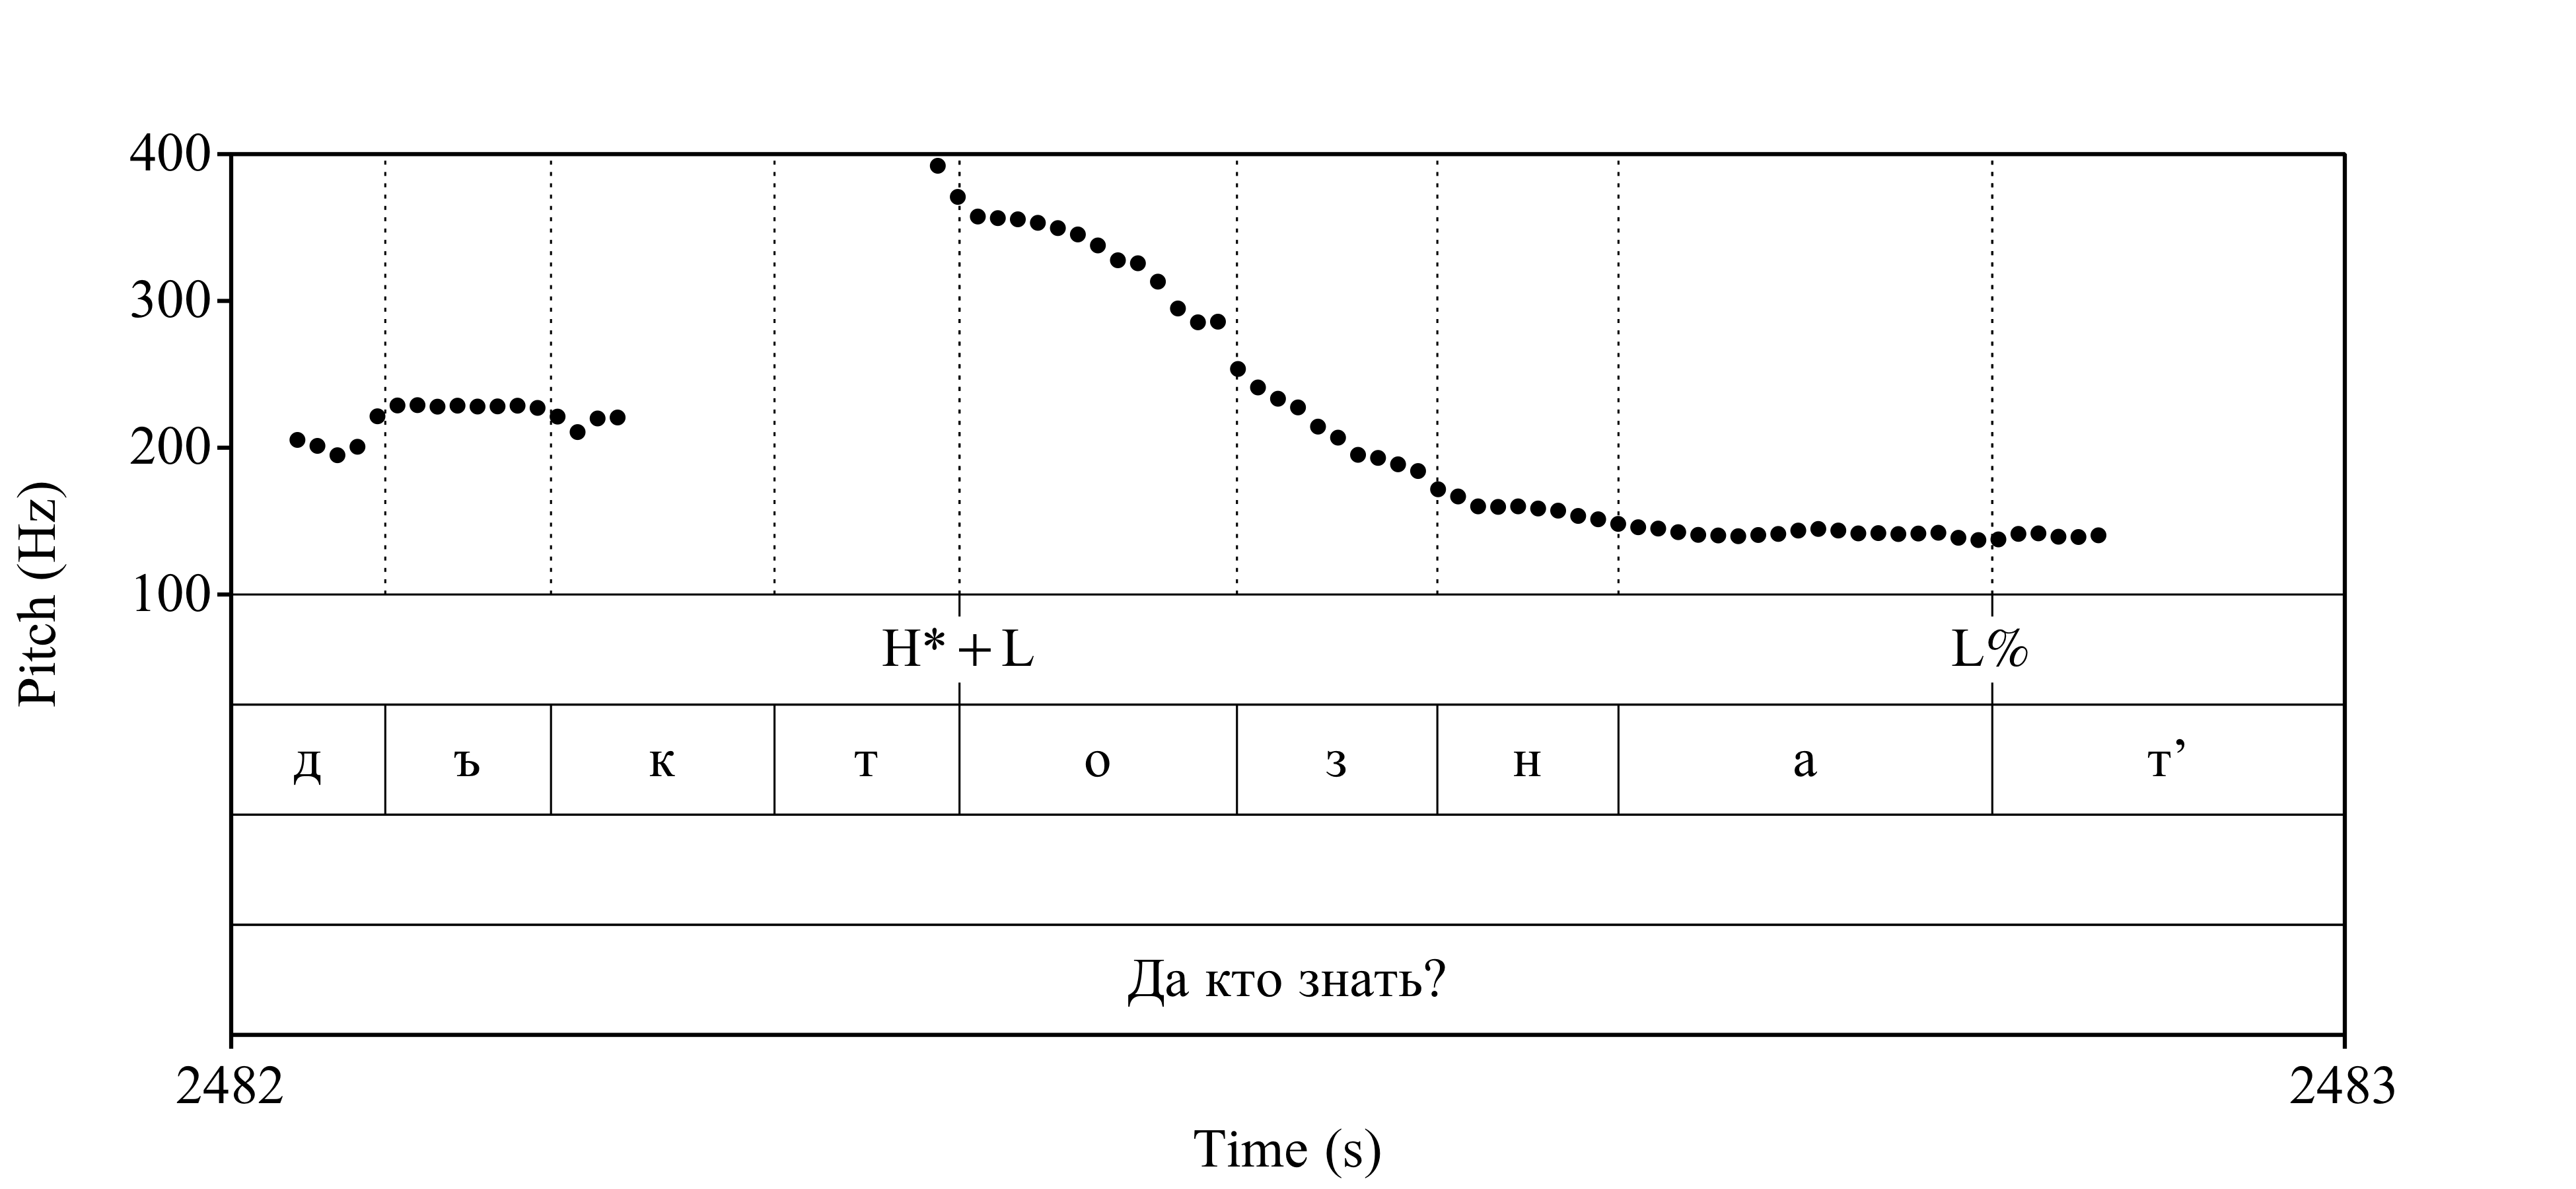 400
300
200
100
Pitch (Hz)
H* + L L%
д ъ к т о з н а т’
Да кто знать?
2482 2483
Time (s)